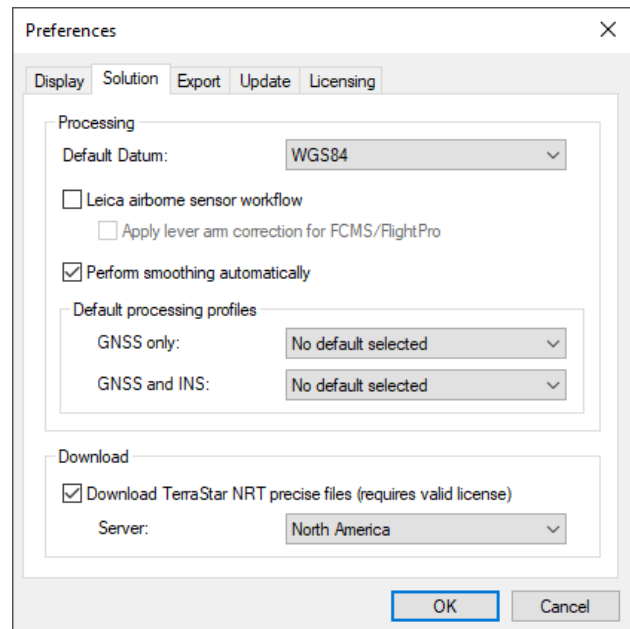 Preferences
Display Solution Export Update Licensing
Processing
Default Datum: WGS84
Leica airborne sensor workflow
Apply lever arm correction for FCMS/FlightPro
Perform smoothing automatically
Default processing profiles
GNSS only: No default selected
GNSS and INS: No default selected
Download
Download TerraStar NRT precise files (requires valid license)
Server: North America
OK Cancel